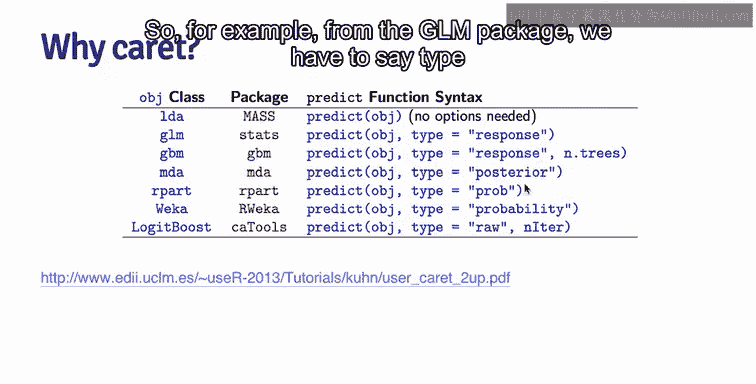 So, for example, from the GLM package, we
have to say type
Why caret?
obj Class Package predict Function Syntax
lda MASS predict(obj) (no options needed)
glm stats predict(obj, type = "response")
gbm gbm predict(obj, type = "response", n.trees)
mda mda predict(obj, type = "posterior")
rpart rpart predict(obj, type = "prob")
Weka RWeka predict(obj, type = "probability")
LogitBoost caTools predict(obj, type = "raw", nIter)
http://www.edii.uclm.es/~useR-2013/Tutorials/kuhn/user_caret_2up.pdf